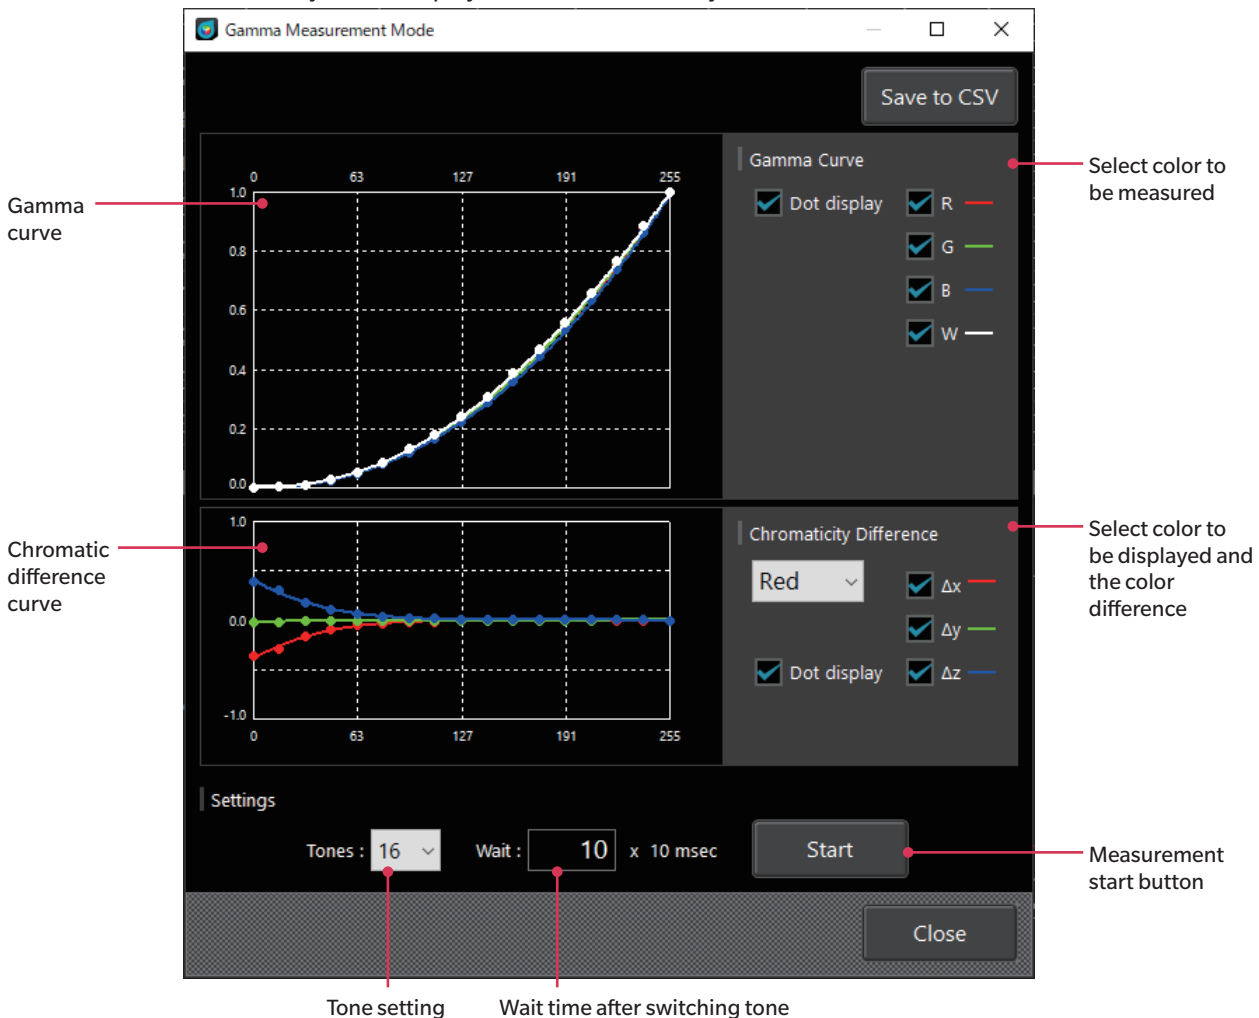 Gamma Measurement Mode
Save to CSV
Gamma
curve
0 63 127 191 255
1.0
0.8
0.6
0.4
0.2
0.0
Gamma Curve
Dot display
R
G
B
W
Select color to
be measured
Chromatic
difference
curve
1.0
0.0
-1.0
0 63 127 191 255
Chromaticity Difference
Red
Δx
Δy
Dot display
Δz
Select color to
be displayed and
the color
difference
Settings
Tones : 16 Wait : 10 x 10 msec
Start
Measurement
start button
Close
Tone setting
Wait time after switching tone